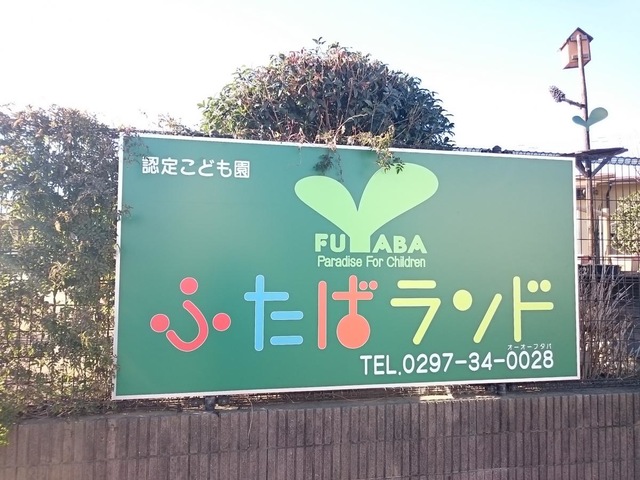 認定こども園
FUTABA
Paradise For Children
ふたばランド
オーオーフタバ
TEL.0297-34-0028